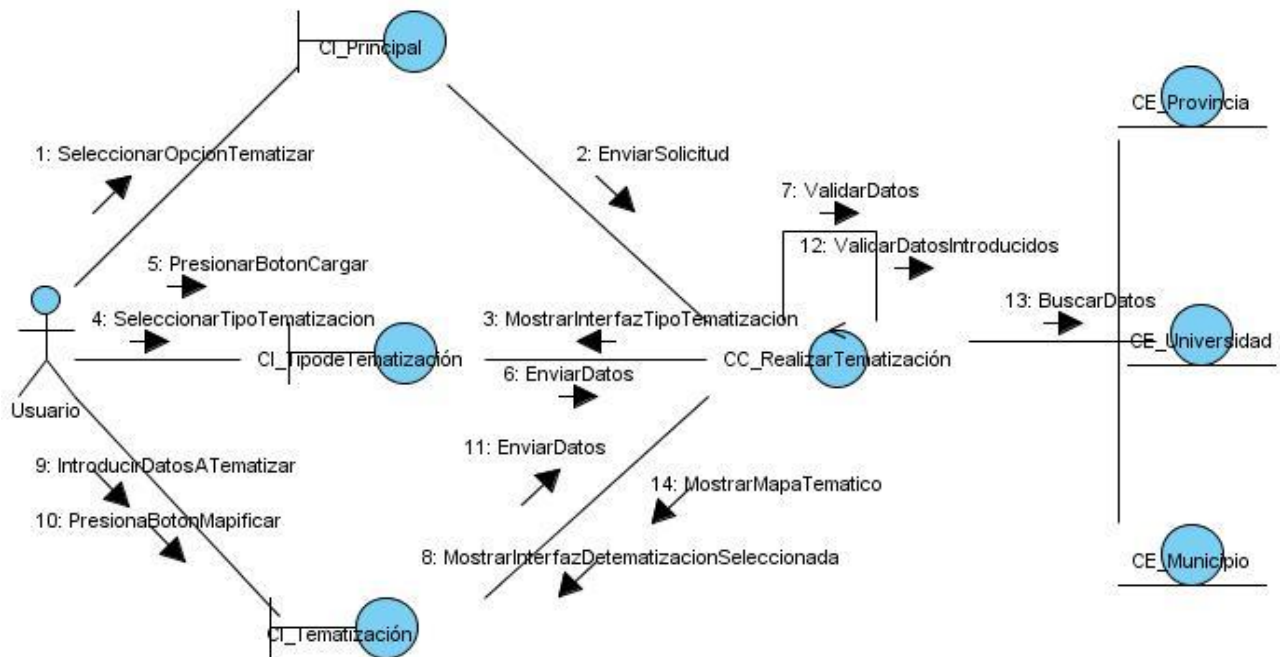 CI_Principal
CE_Provincia
1: SeleccionarOpcionTematizar
2: EnviarSolicitud
7: ValidarDatos
12: ValidarDatosIntroducidos
5: PresionarBotonCargar
13: BuscarDatos
4: SeleccionarTipoTematizacion
3: MostrarInterfazTipoTematizacion
CE_Universidad
CI_TipodeTematización
CC_RealizarTematización
6: EnviarDatos
Usuario
11: EnviarDatos
9: IntroducirDatosATematizar
14: MostrarMapaTematico
10: PresionaBotonMapificar
8: MostrarInterfazDetematizacionSeleccionada
CE_Municipio
CI_Tematización